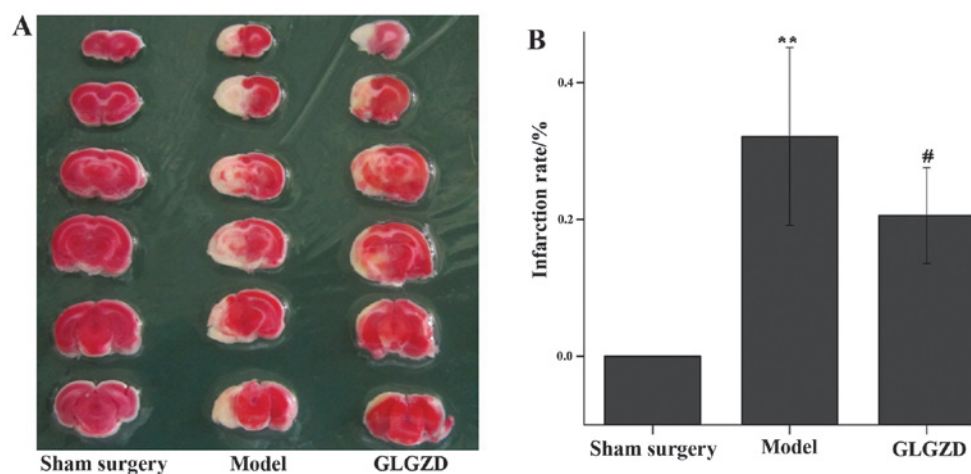 A
Sham surgery Model GLGZD
B
Infarction rate/%
0.4
0.2
0.0
**
#
Sham surgery Model GLGZD